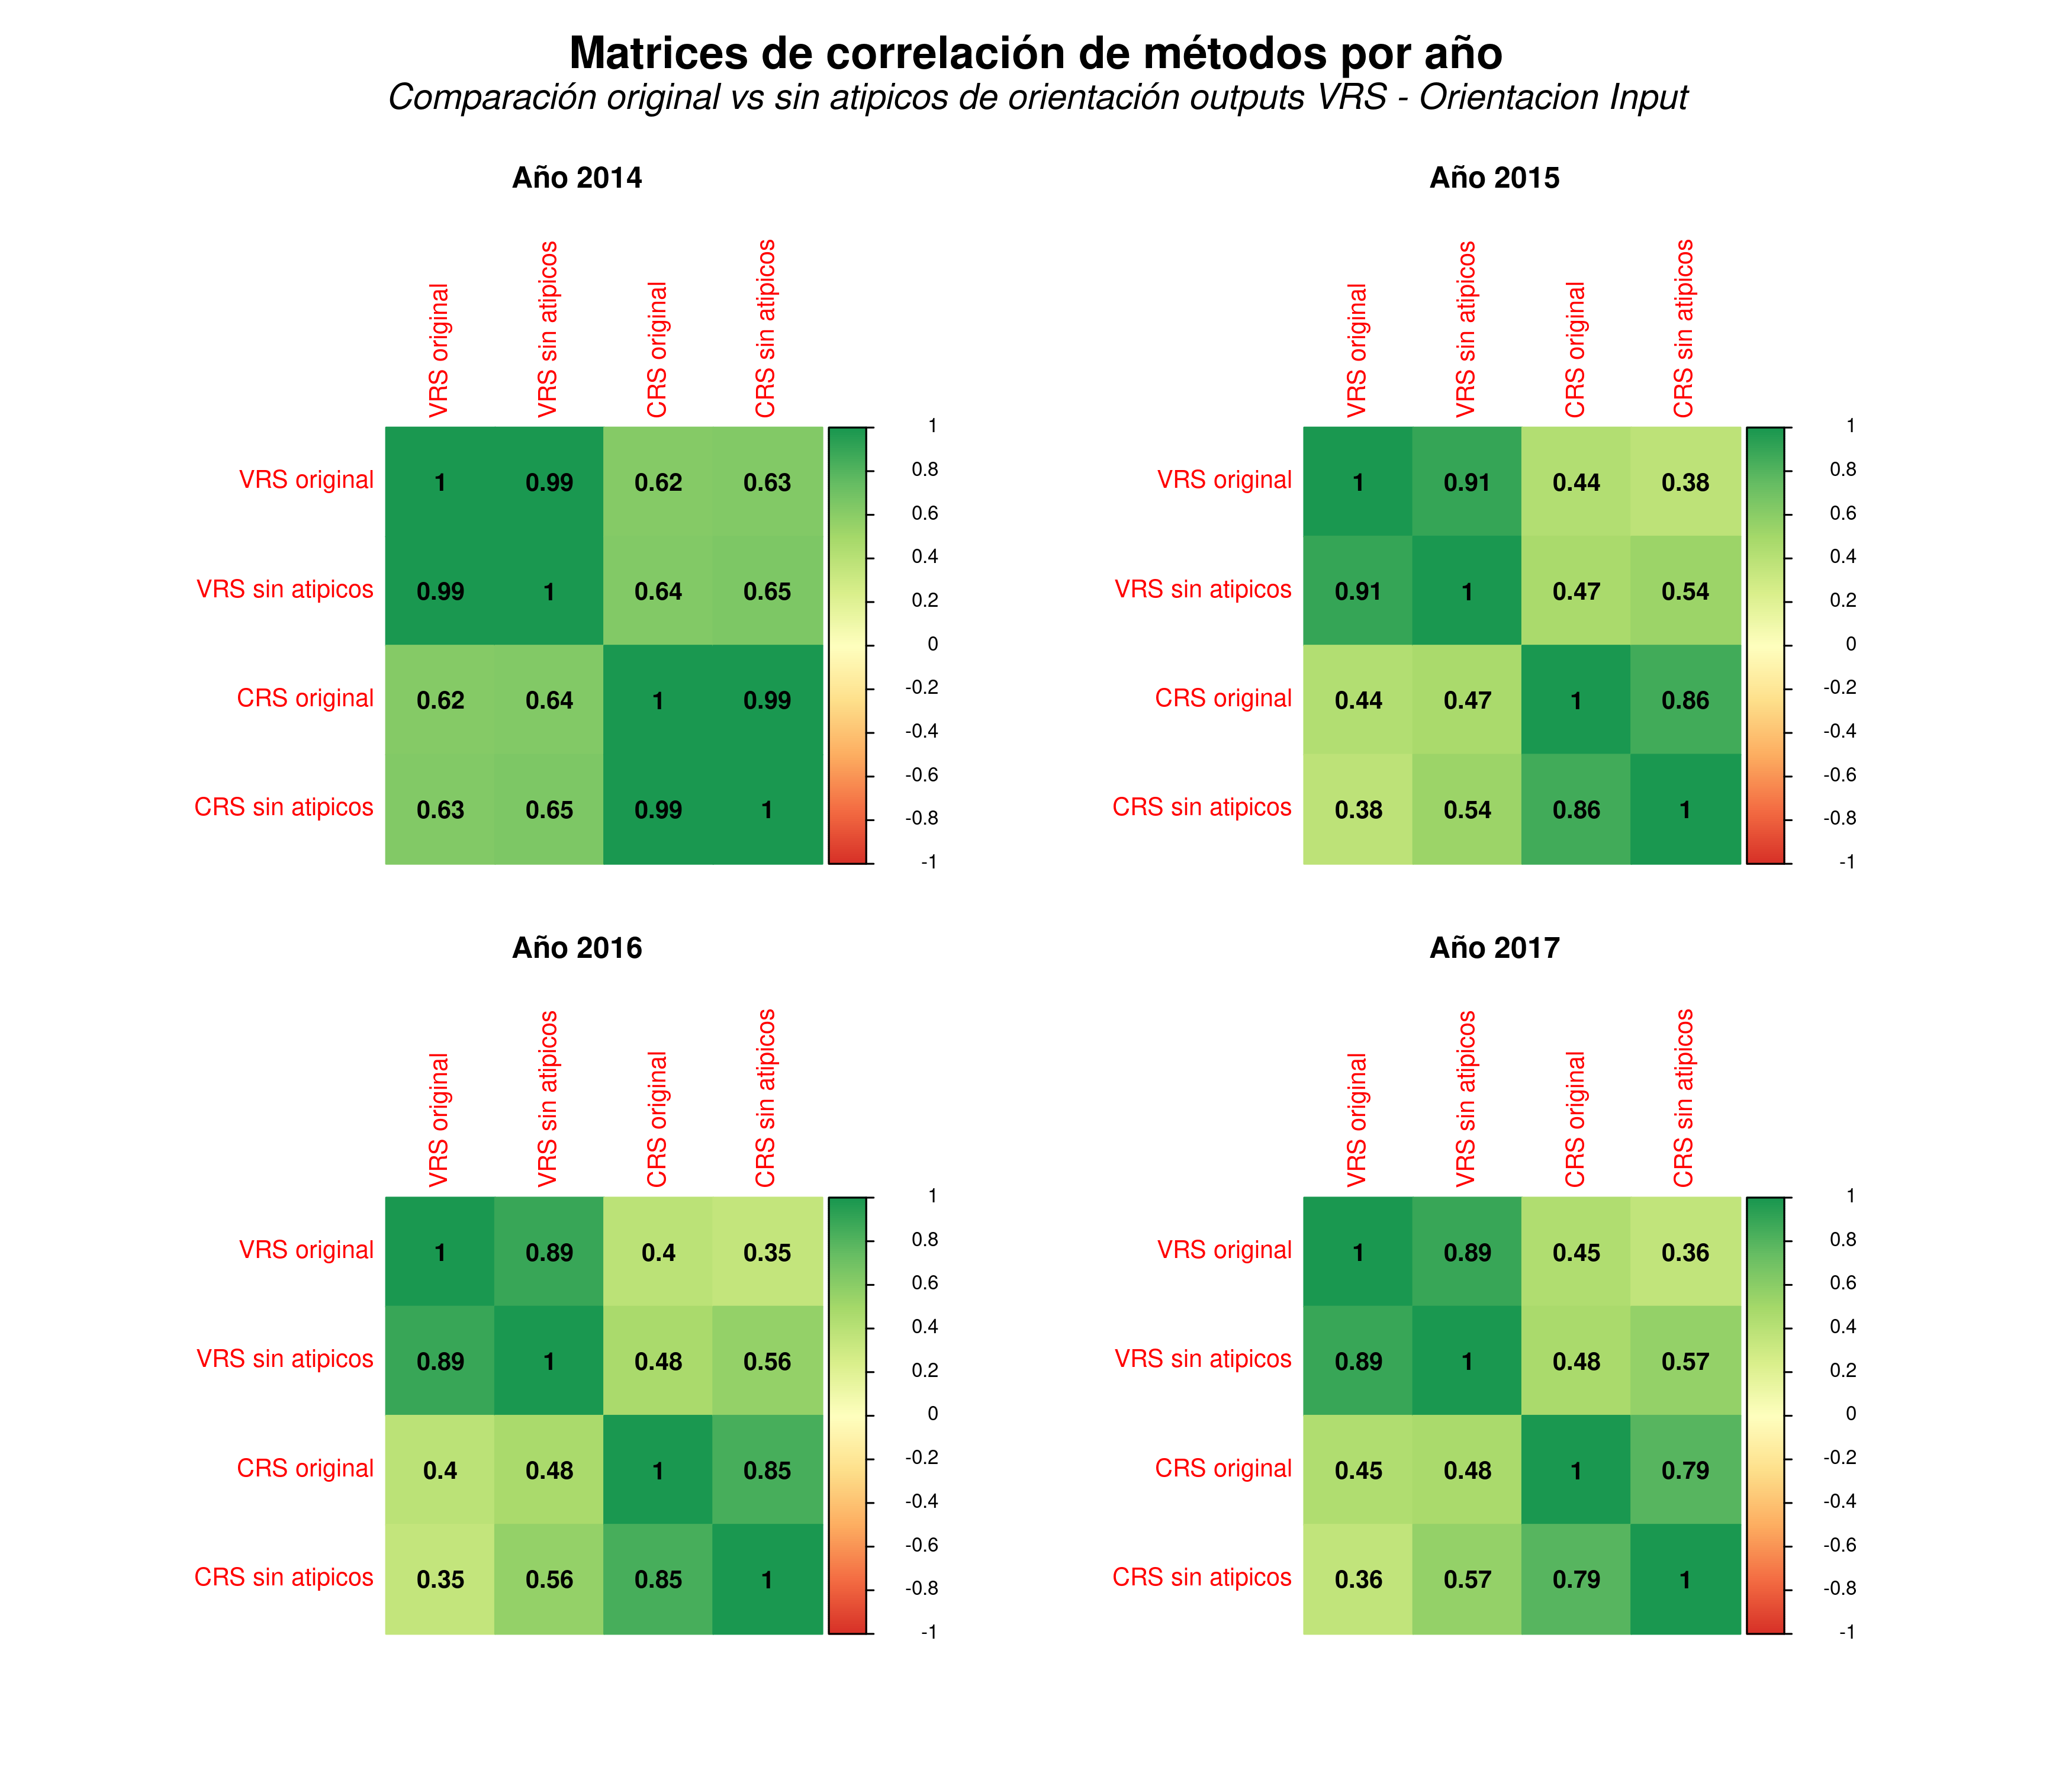 Matrices de correlación de métodos por año
Comparación original vs sin atipicos de orientación outputs VRS - Orientacion Input
Año 2014
VRS original
VRS sin atipicos
CRS original
CRS sin atipicos
VRS original 1 0.99 0.62 0.63
VRS sin atipicos 0.99 1 0.64 0.65
CRS original 0.62 0.64 1 0.99
CRS sin atipicos 0.63 0.65 0.99 1
1
0.8
0.6
0.4
0.2
0
-0.2
-0.4
-0.6
-0.8
-1
Año 2015
VRS original
VRS sin atipicos
CRS original
CRS sin atipicos
VRS original 1 0.91 0.44 0.38
VRS sin atipicos 0.91 1 0.47 0.54
CRS original 0.44 0.47 1 0.86
CRS sin atipicos 0.38 0.54 0.86 1
1
0.8
0.6
0.4
0.2
0
-0.2
-0.4
-0.6
-0.8
-1
Año 2016
VRS original
VRS sin atipicos
CRS original
CRS sin atipicos
VRS original 1 0.89 0.4 0.35
VRS sin atipicos 0.89 1 0.48 0.56
CRS original 0.4 0.48 1 0.85
CRS sin atipicos 0.35 0.56 0.85 1
1
0.8
0.6
0.4
0.2
0
-0.2
-0.4
-0.6
-0.8
-1
Año 2017
VRS original
VRS sin atipicos
CRS original
CRS sin atipicos
VRS original 1 0.89 0.45 0.36
VRS sin atipicos 0.89 1 0.48 0.57
CRS original 0.45 0.48 1 0.79
CRS sin atipicos 0.36 0.57 0.79 1
1
0.8
0.6
0.4
0.2
0
-0.2
-0.4
-0.6
-0.8
-1